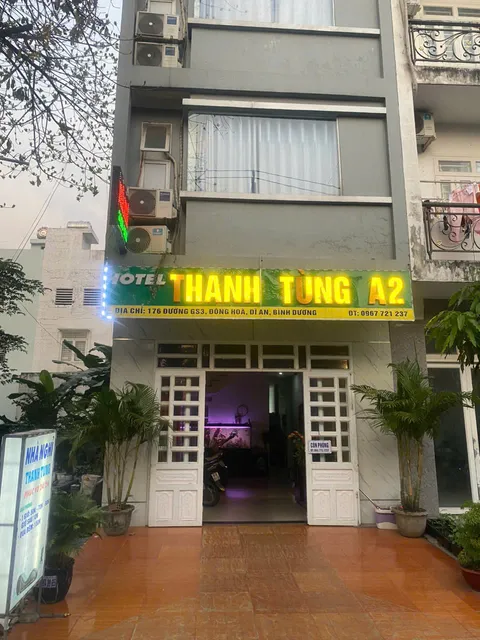 HOTEL THANH TÙNG A2
ĐỊA CHỈ: 176 ĐƯỜNG GS3, ĐÔNG HOÀ, DĨ AN, BÌNH DƯƠNG ĐT: 0967 721 237
CÒN PHÒNG
NHÀ NGHỈ
THANH TÙNG